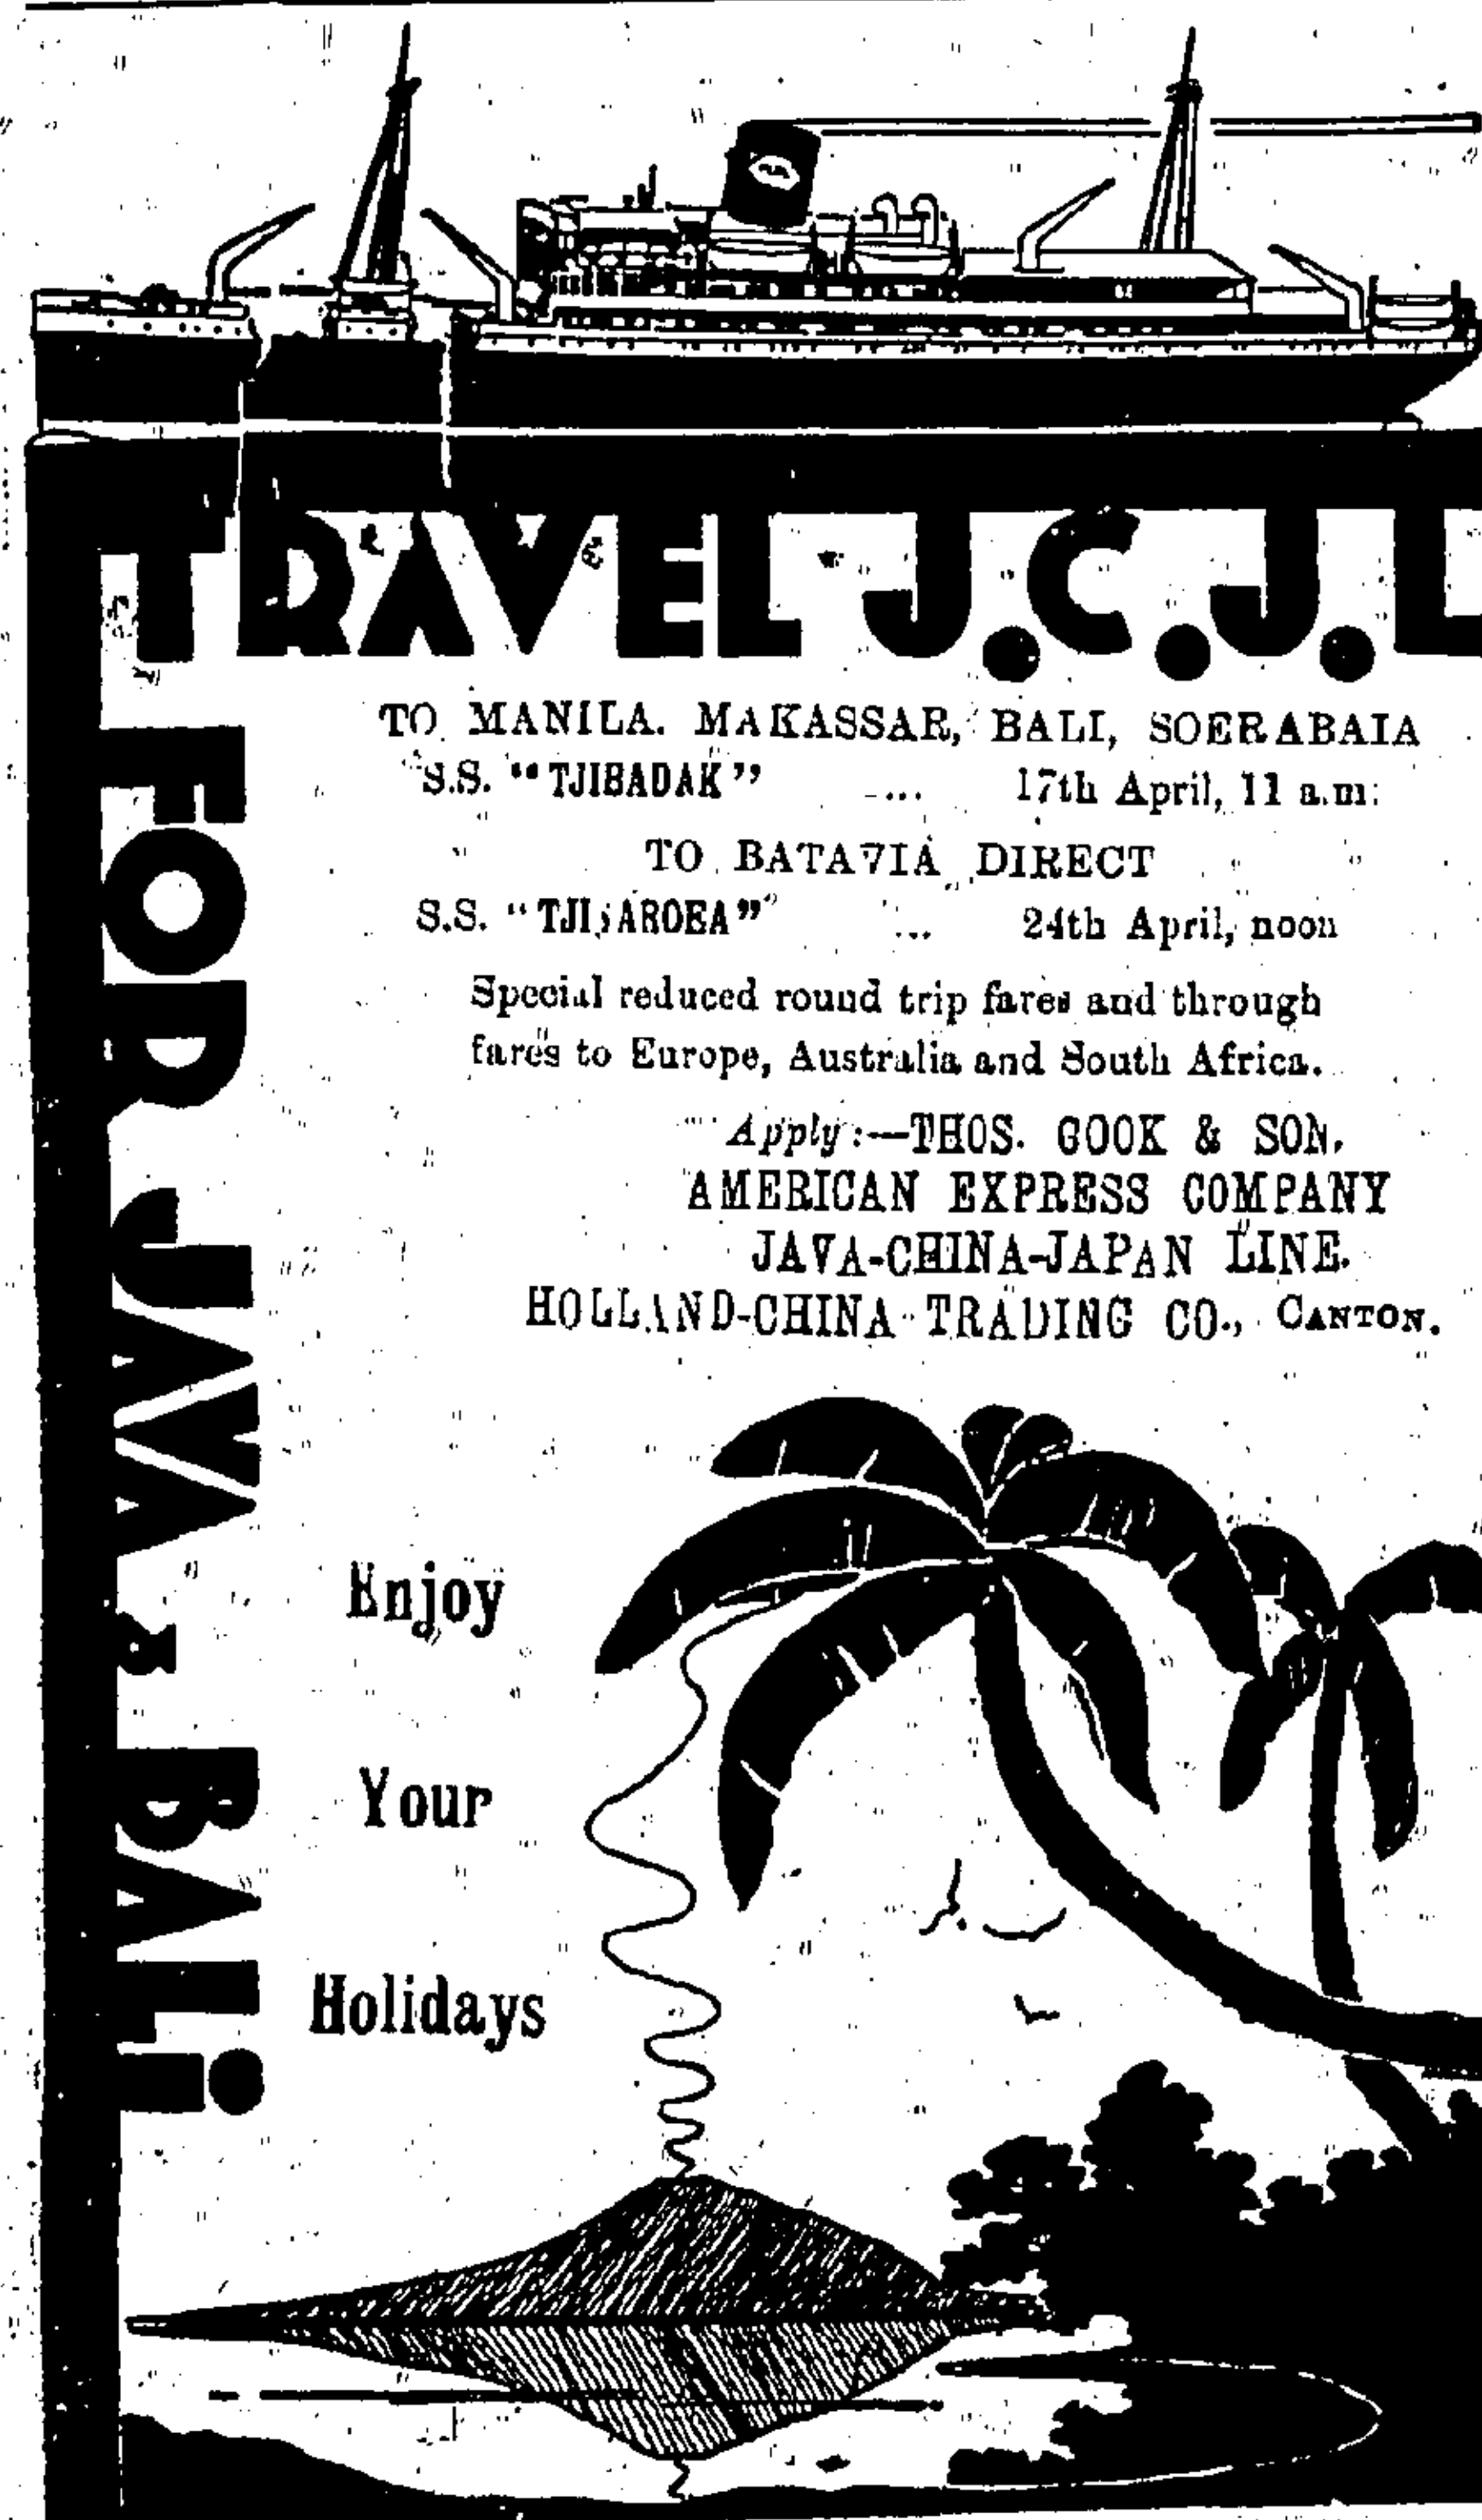 TRAVEL J.C.J.L
FOR JAVA & BALI
TO MANILA. MAKASSAR, BALI, SOERABAIA
S.S. "TJIBADAK" ... 17th April, 11 a.m.
TO BATAVIA DIRECT
S.S. ... 24th April, noon
Special reduced round trip fares and through
fares to Europe, Australia and South Africa.
Apply:—THOS. COOK & SON.
AMERICAN EXPRESS COMPANY
JAVA-CHINA-JAPAN LINE.
HOLLAND-CHINA TRADING CO., CANTON.
Enjoy
Your
Holidays